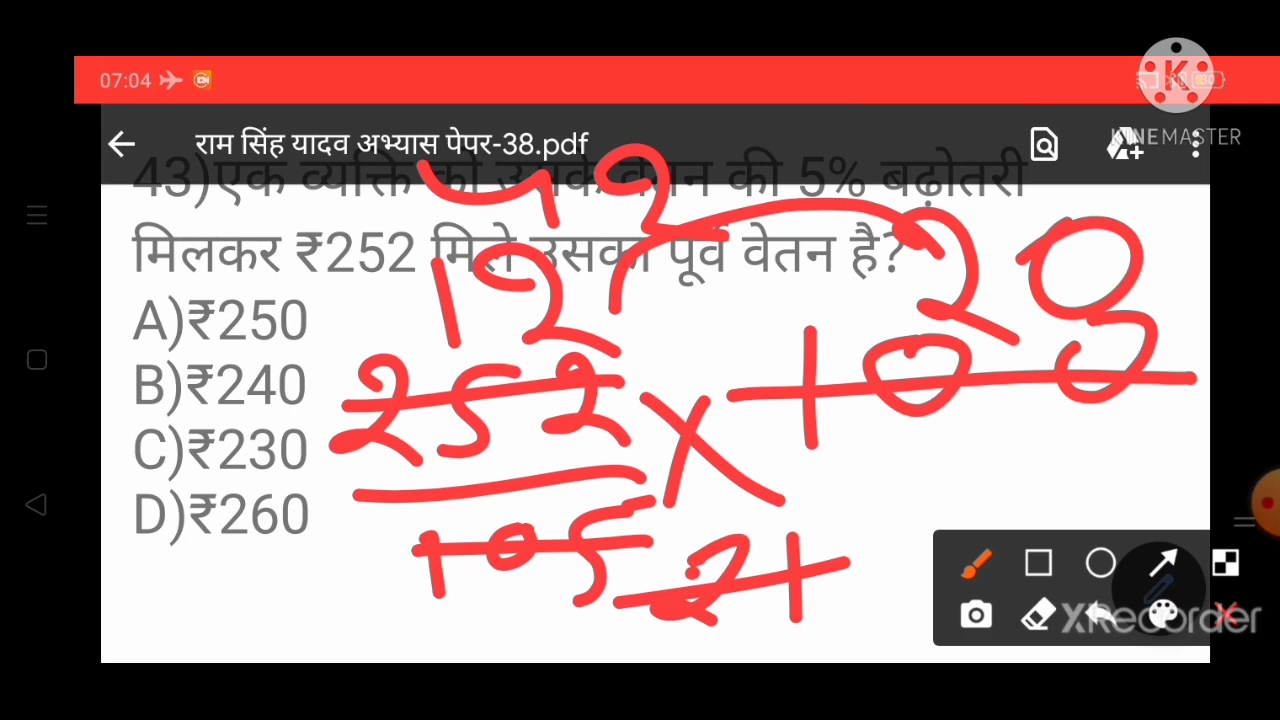 07:04
K
KINEMASTER
राम सिंह यादव अभ्यास पेपर-38.pdf
43)एक व्यक्ति को उसके वेतन की 5% बढ़ोतरी
मिलकर ₹252 मिले उसका पूर्व वेतन है?
A)₹250
B)₹240
C)₹230
D)₹260
12
20
252 × 100
105
21
XRecorder